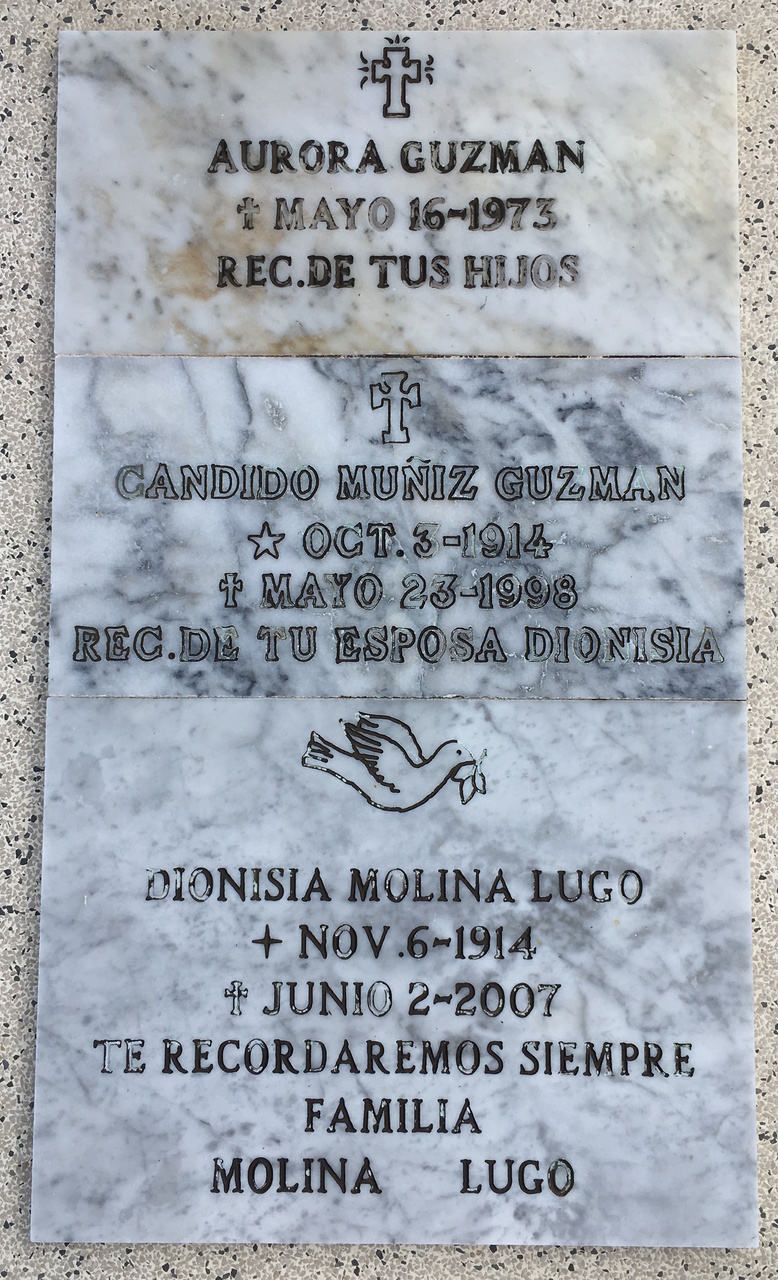 AURORA GUZMAN
† MAYO 16-1973
REC. DE TUS HIJOS
CANDIDO MUÑIZ GUZMAN
☆ OCT. 3-1914
† MAYO 23-1998
REC. DE TU ESPOSA DIONISIA
DIONISIA MOLINA LUGO
✦ NOV. 6-1914
† JUNIO 2-2007
TE RECORDAREMOS SIEMPRE
FAMILIA
MOLINA LUGO